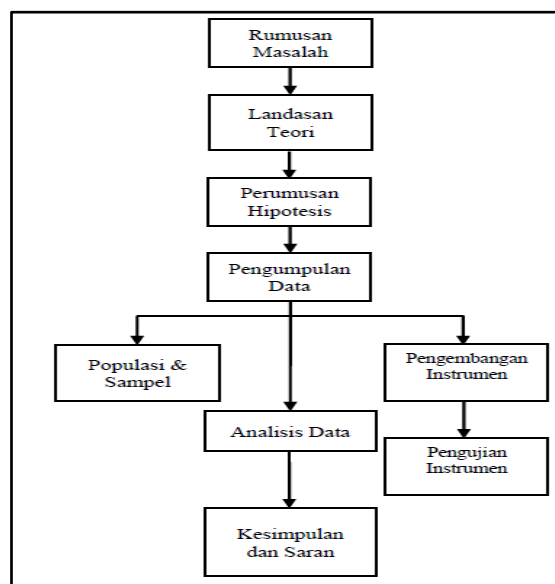 Rumusan
Masalah
Landasan
Teori
Perumusan
Hipotesis
Pengumpulan
Data
Populasi &
Sampel
Pengembangan
Instrumen
Analisis Data
Pengujian
Instrumen
Kesimpulan
dan Saran